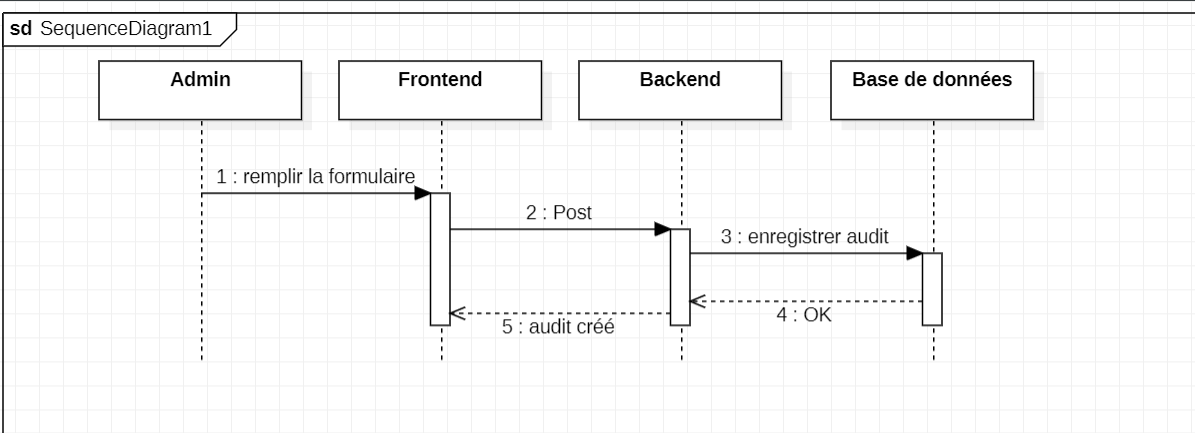 sd SequenceDiagram1
Admin
Frontend
Backend
Base de données
1 : remplir la formulaire
2 : Post
3 : enregistrer audit
4 : OK
5 : audit créé